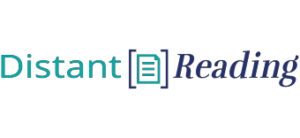 Distant [ ] Reading